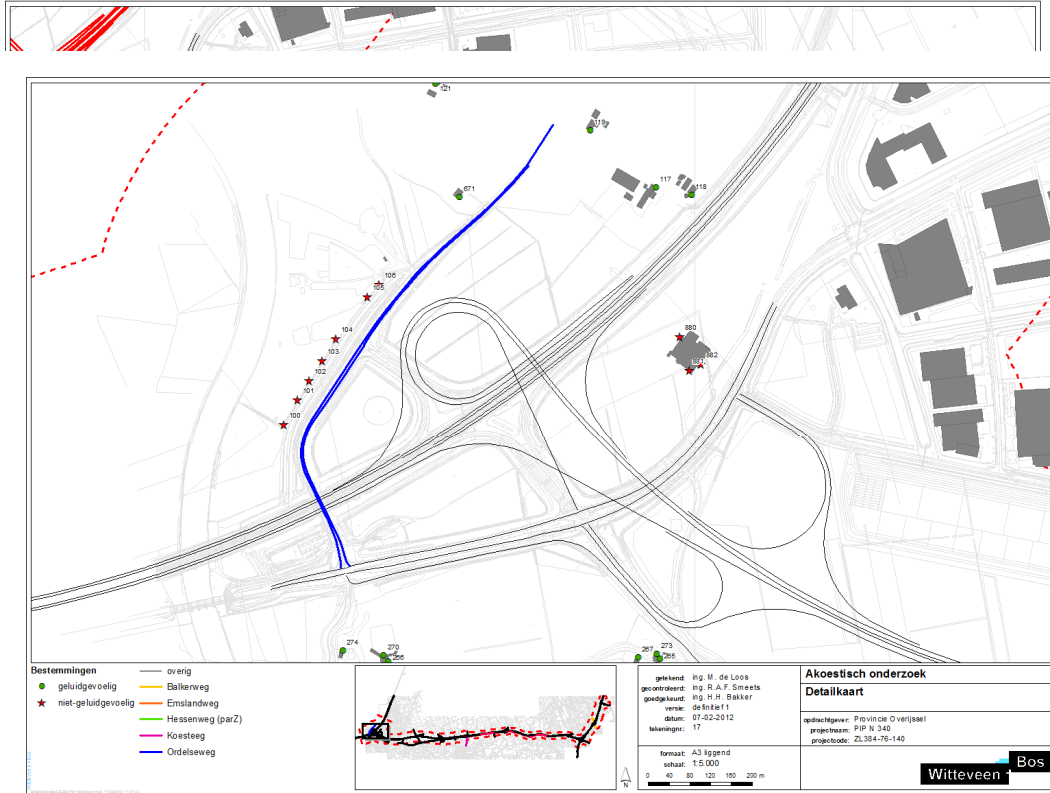 121
119
671
117
118
106
105
104
103
102
101
100
880
882
881
274
270
266
267
273
265
Bestemmingen
geluidgevoelig
niet-geluidgevoelig
overig
Balkerweg
Emslandweg
Hessenweg (parZ)
Koesteeg
Ordelseweg
N
getekend: ing. M. de Loos
gecontroleerd: ing. R.A.F. Smeets
goedgekeurd: ing. H.H. Bakker
versie: definitief 1
datum: 07-02-2012
tekeningnr.: 17
formaat: A3 liggend
schaal: 1:5.000
0 40 80 120 160 200 m
Akoestisch onderzoek
Detailkaart
opdrachtgever: Provincie Overijssel
projectnaam: PIP N 340
projectcode: ZL384-76-140
Witteveen + Bos